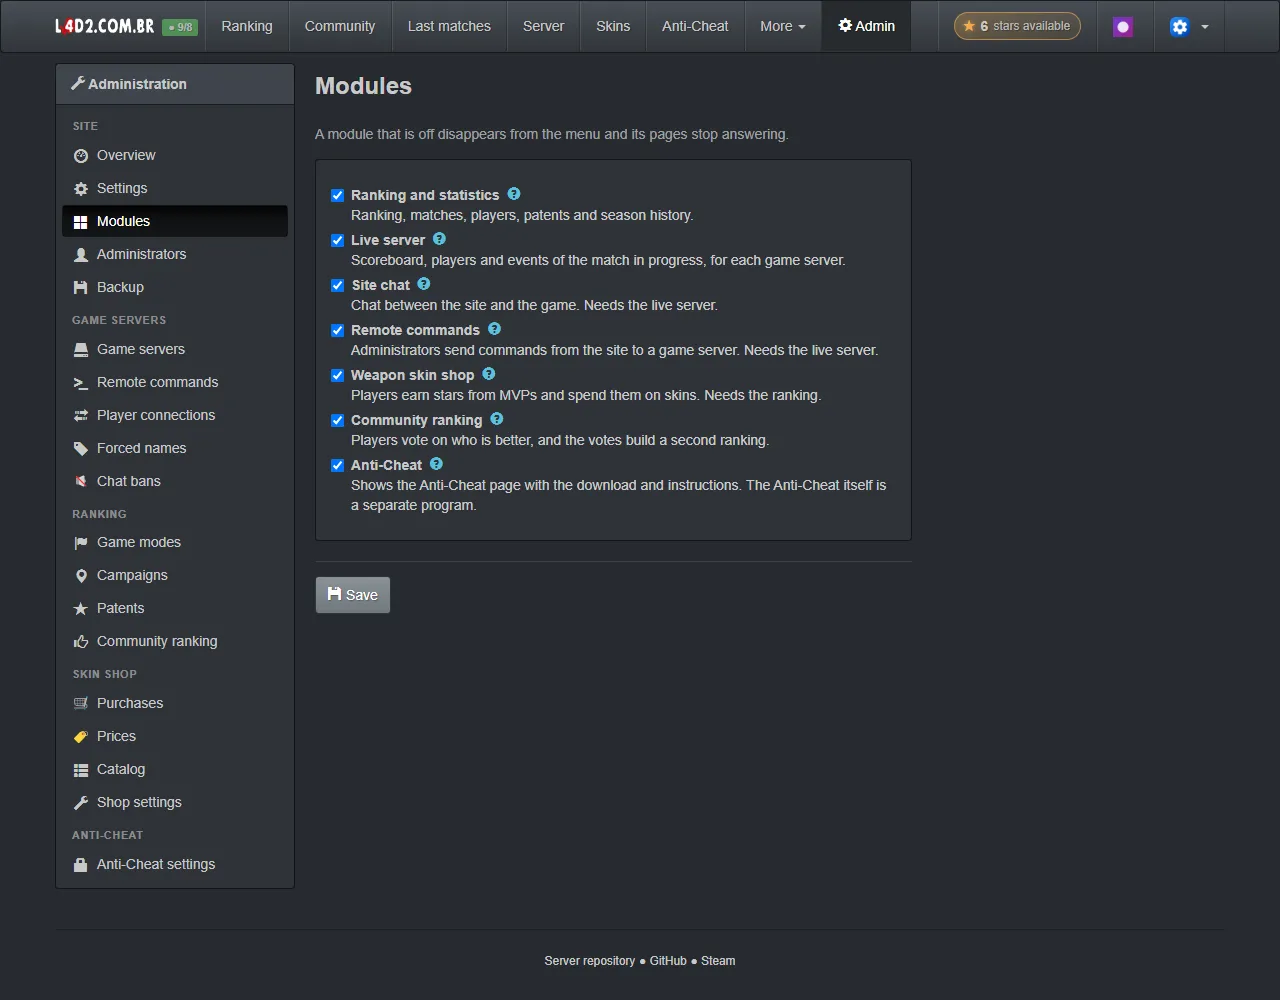 L4D2.COM.BR ● 9/8 Ranking Community Last matches Server Skins Anti-Cheat More Admin ★ 6 stars available
Administration
SITE
Overview
Settings
Modules
Administrators
Backup
GAME SERVERS
Game servers
Remote commands
Player connections
Forced names
Chat bans
RANKING
Game modes
Campaigns
Patents
Community ranking
SKIN SHOP
Purchases
Prices
Catalog
Shop settings
ANTI-CHEAT
Anti-Cheat settings
Modules
A module that is off disappears from the menu and its pages stop answering.
Ranking and statistics ?
Ranking, matches, players, patents and season history.
Live server ?
Scoreboard, players and events of the match in progress, for each game server.
Site chat ?
Chat between the site and the game. Needs the live server.
Remote commands ?
Administrators send commands from the site to a game server. Needs the live server.
Weapon skin shop ?
Players earn stars from MVPs and spend them on skins. Needs the ranking.
Community ranking ?
Players vote on who is better, and the votes build a second ranking.
Anti-Cheat ?
Shows the Anti-Cheat page with the download and instructions. The Anti-Cheat itself is
a separate program.
Save
Server repository ● GitHub ● Steam